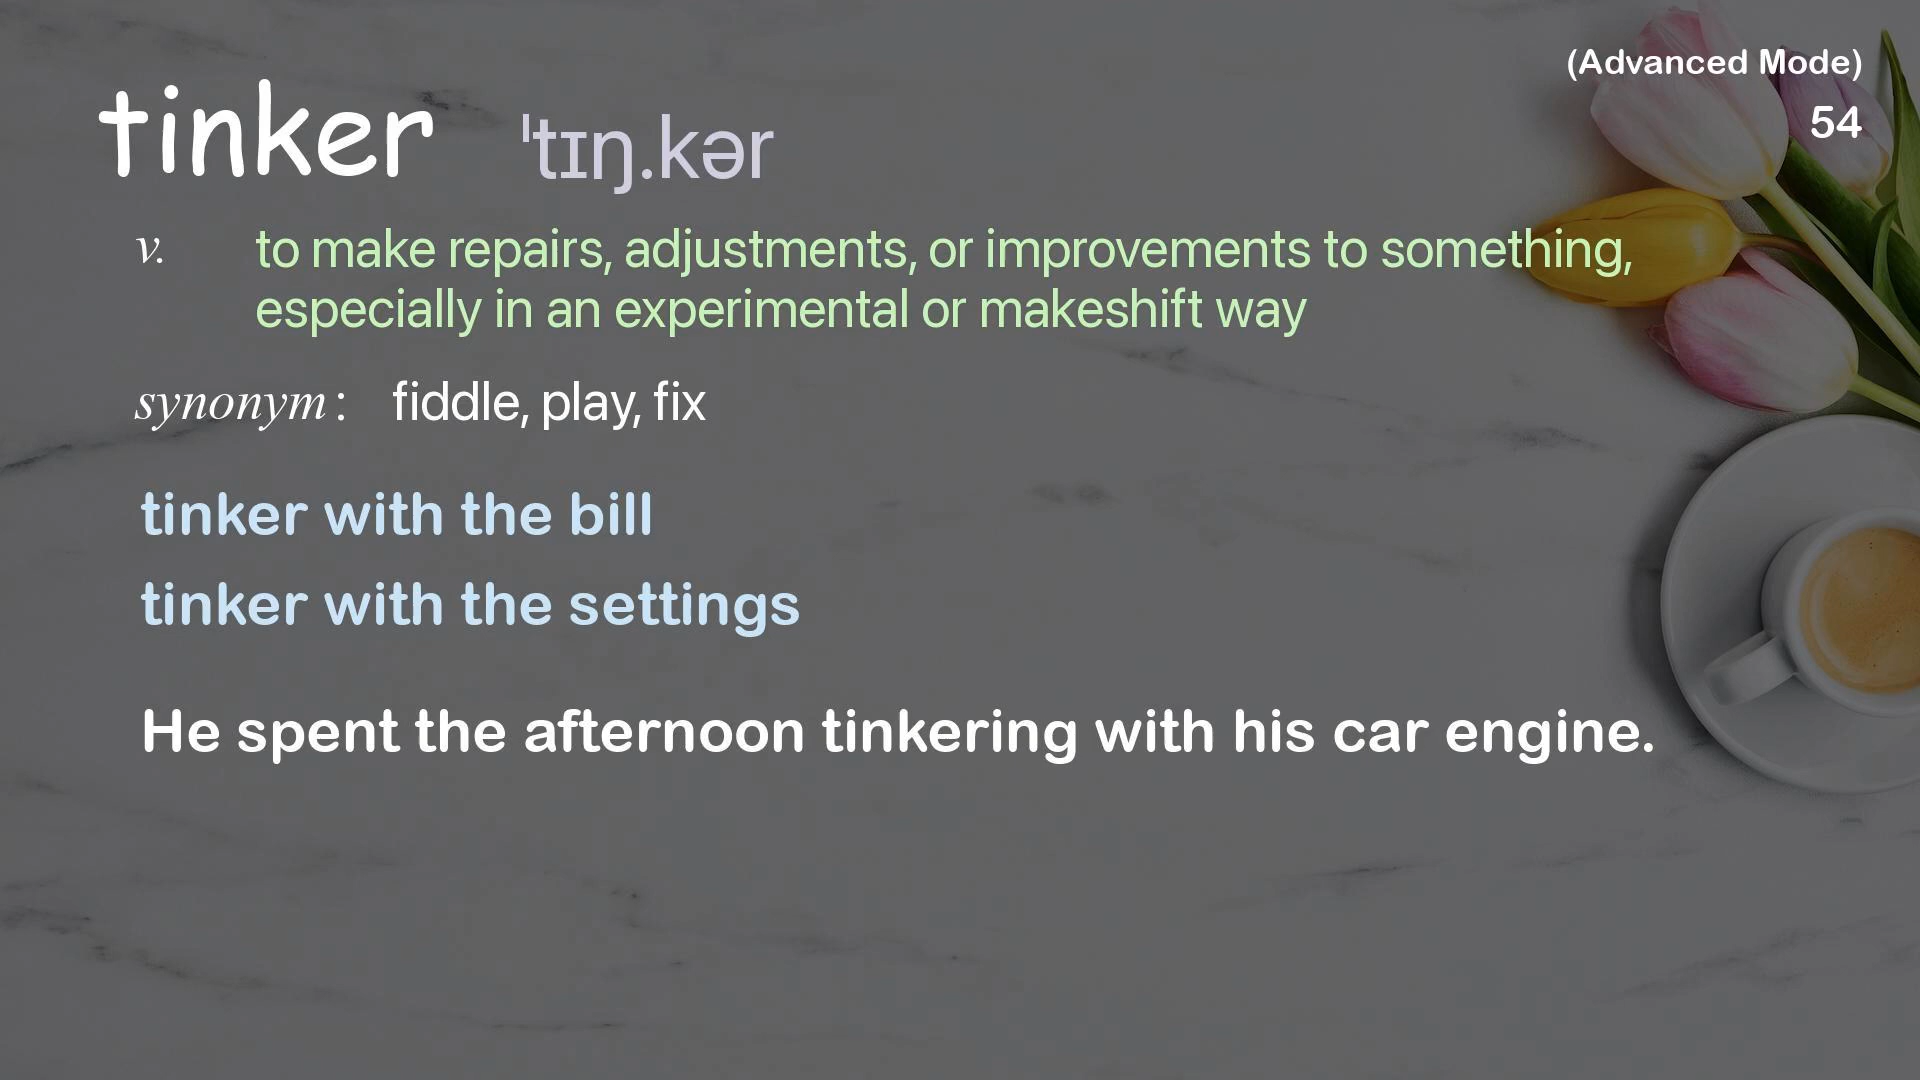 (Advanced Mode)
54
tinker ˈtɪŋ.kər
v. to make repairs, adjustments, or improvements to something,
especially in an experimental or makeshift way
synonym : fiddle, play, fix
tinker with the bill
tinker with the settings
He spent the afternoon tinkering with his car engine.